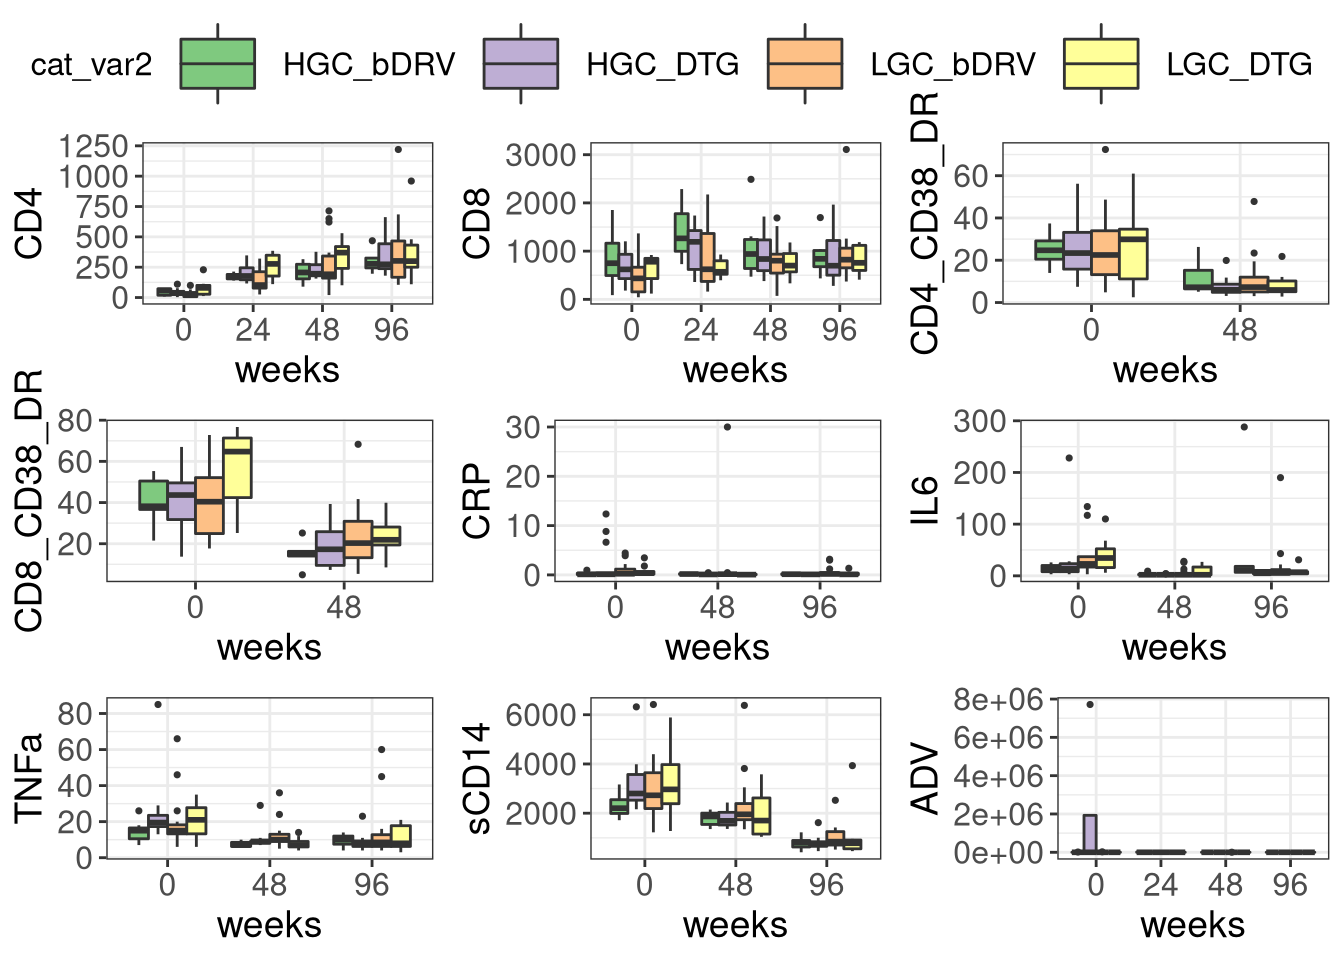 cat_var2 HGC_bDRV HGC_DTG LGC_bDRV LGC_DTG
CD4
1250
1000
750
500
250
0
0 24 48 96
weeks
CD8
3000
2000
1000
0
0 24 48 96
weeks
CD4_CD38_DR
60
40
20
0
0 48
weeks
CD8_CD38_DR
80
60
40
20
0 48
weeks
CRP
30
20
10
0
0 48 96
weeks
IL6
300
200
100
0
0 48 96
weeks
TNFa
80
60
40
20
0
0 48 96
weeks
sCD14
6000
4000
2000
0 48 96
weeks
ADV
8e+06
6e+06
4e+06
2e+06
0e+00
0 24 48 96
weeks